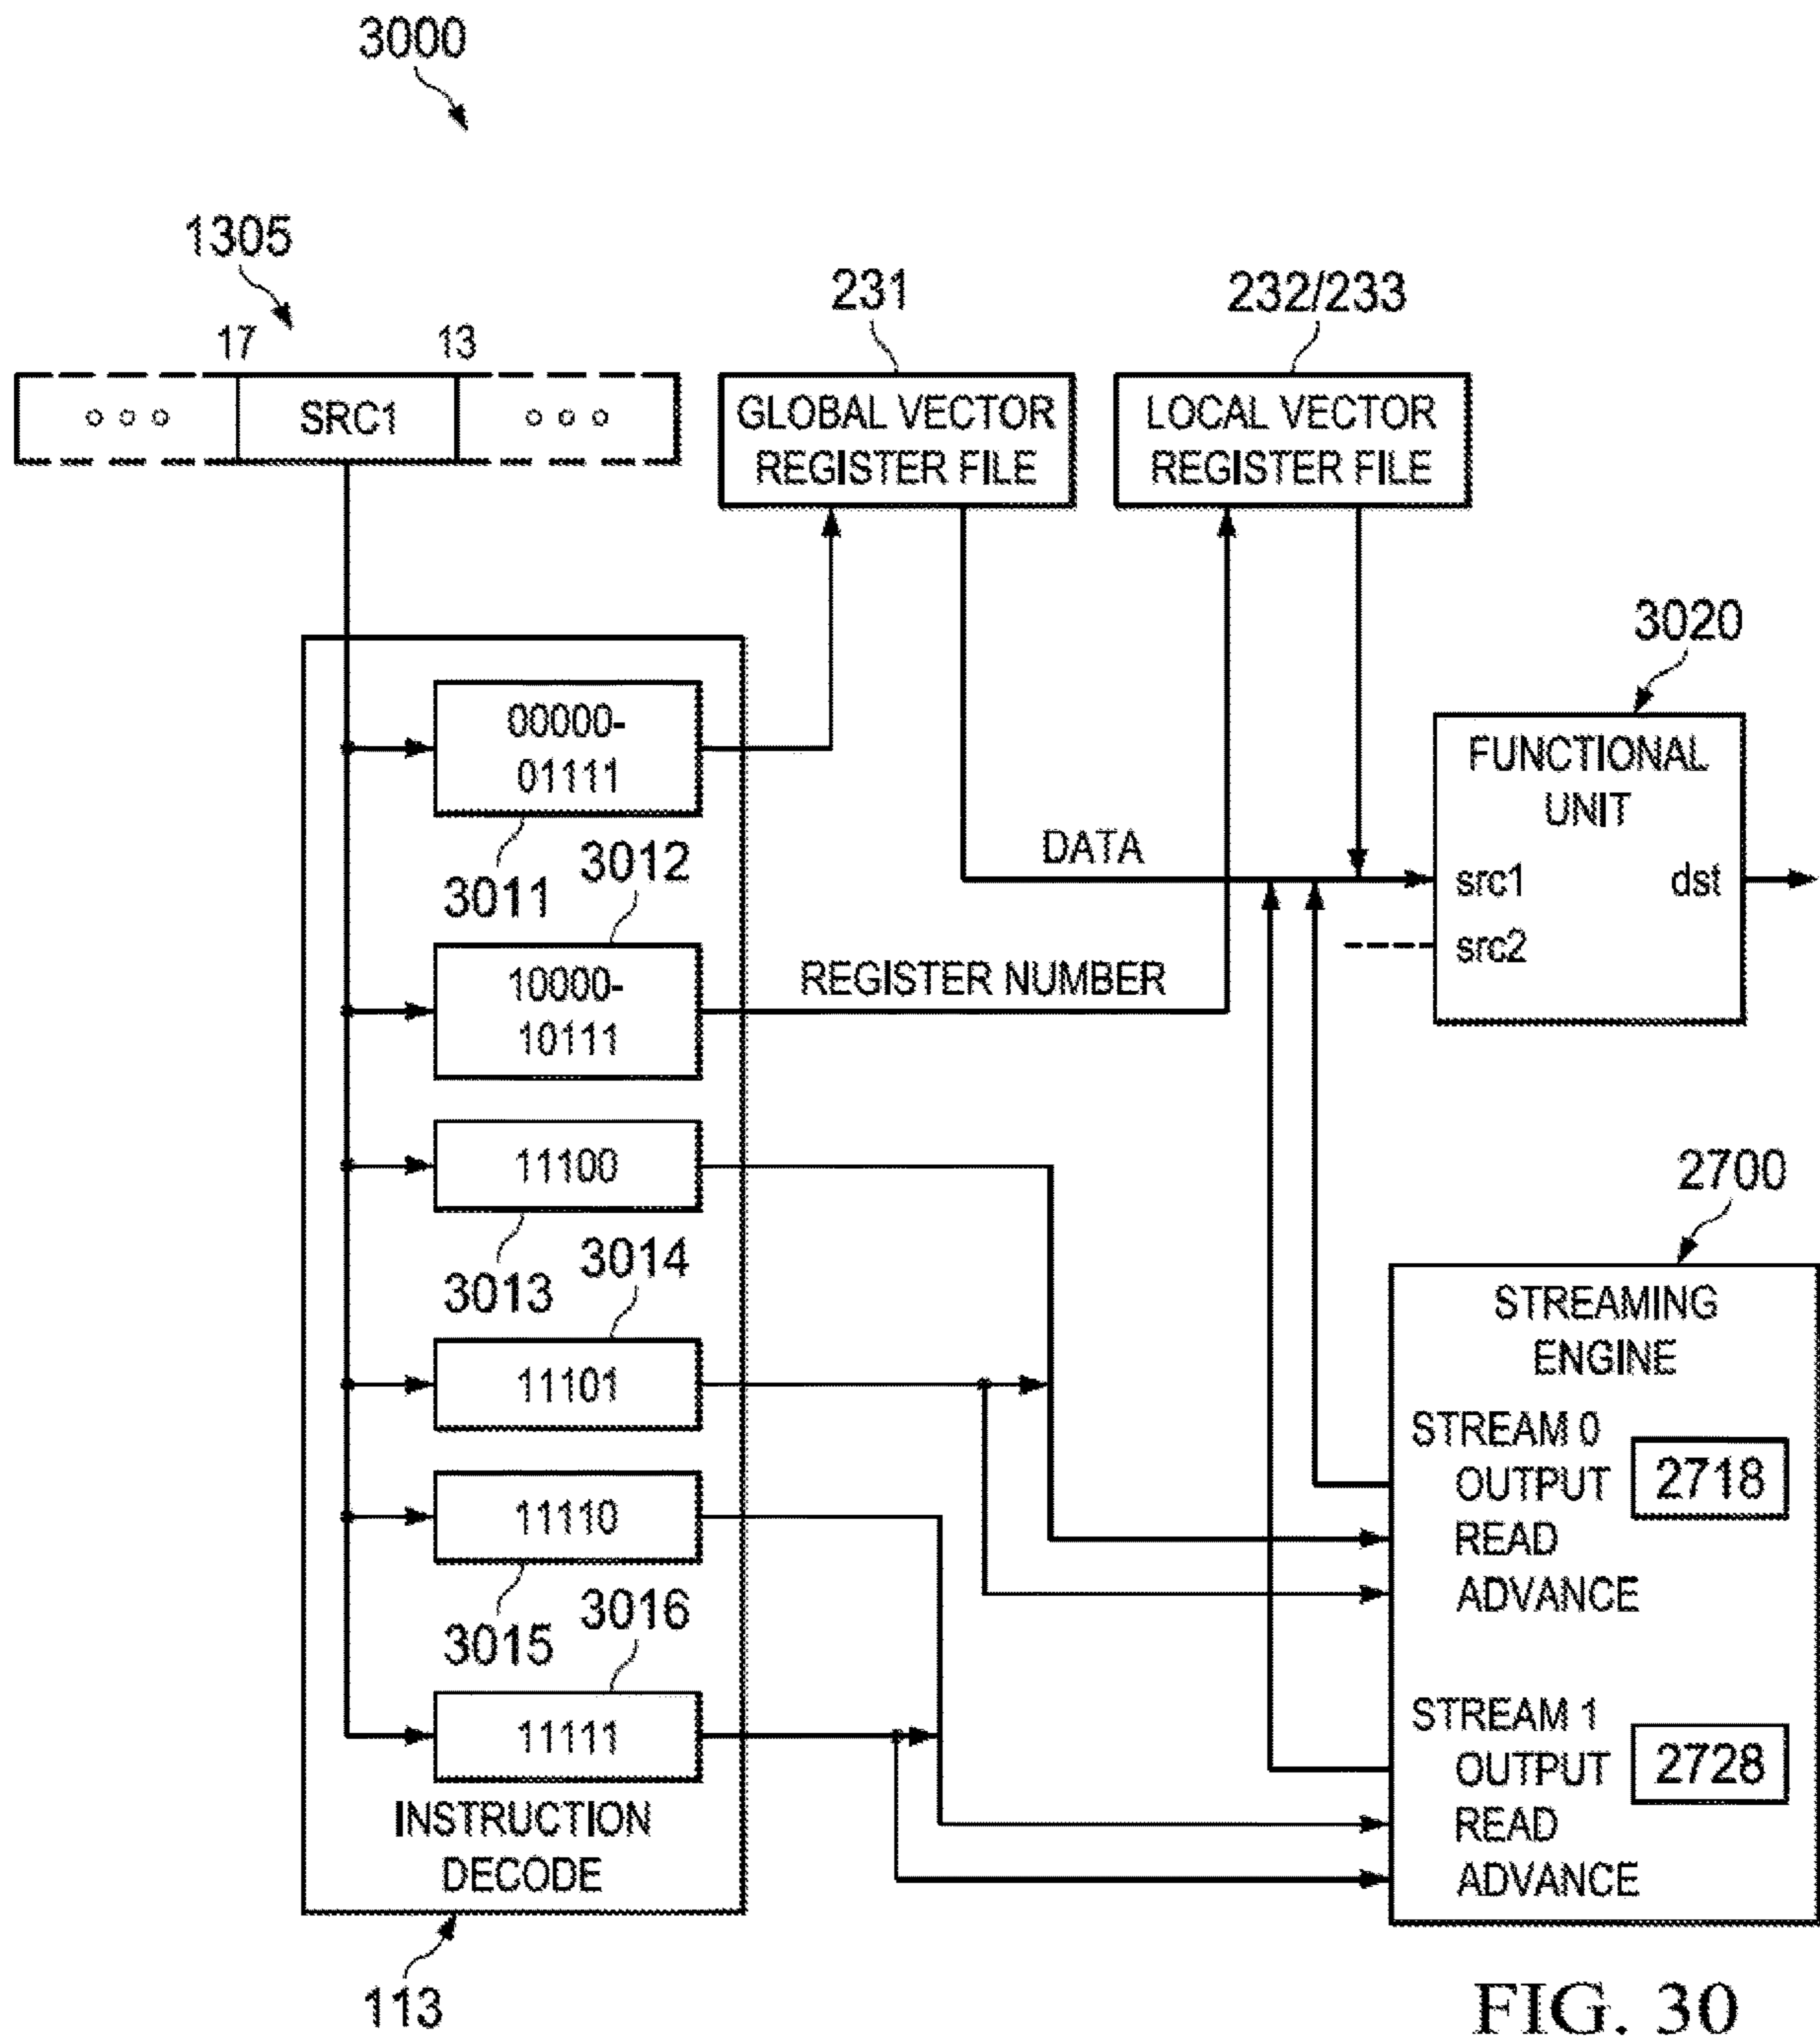 3000
1305
17
13
∘ ∘ ∘ SRC1 ∘ ∘ ∘
231
GLOBAL VECTOR
REGISTER FILE
232/233
LOCAL VECTOR
REGISTER FILE
00000-
01111
3011
3012
10000-
10111
REGISTER NUMBER
DATA
3020
FUNCTIONAL
UNIT
src1
dst
src2
11100
3013
3014
11101
11110
3015
3016
11111
INSTRUCTION
DECODE
113
2700
STREAMING
ENGINE
STREAM 0
OUTPUT
2718
READ
ADVANCE
STREAM 1
OUTPUT
2728
READ
ADVANCE
FIG. 30